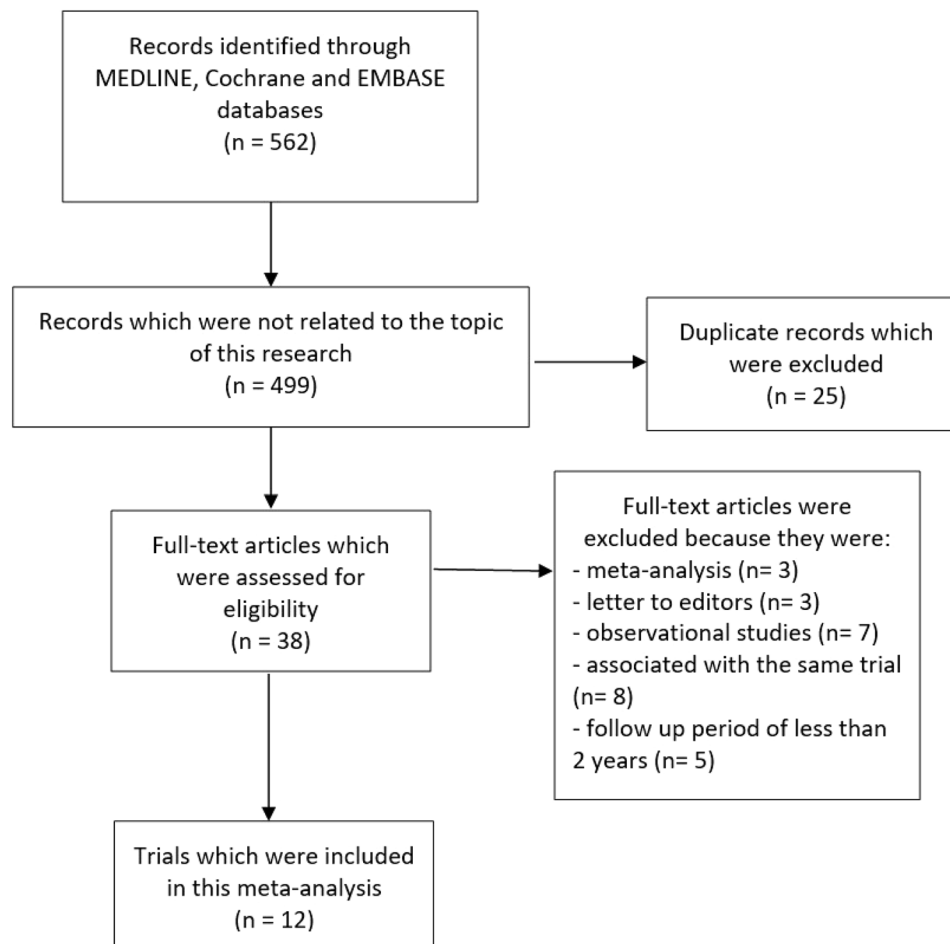 Records identified through
MEDLINE, Cochrane and EMBASE
databases
(n = 562)
Records which were not related to the topic
of this research
(n = 499)
Duplicate records which
were excluded
(n = 25)
Full-text articles which
were assessed for
eligibility
(n = 38)
Full-text articles were
excluded because they were:
- meta-analysis (n= 3)
- letter to editors (n= 3)
- observational studies (n= 7)
- associated with the same trial
(n= 8)
- follow up period of less than
2 years (n= 5)
Trials which were included
in this meta-analysis
(n = 12)